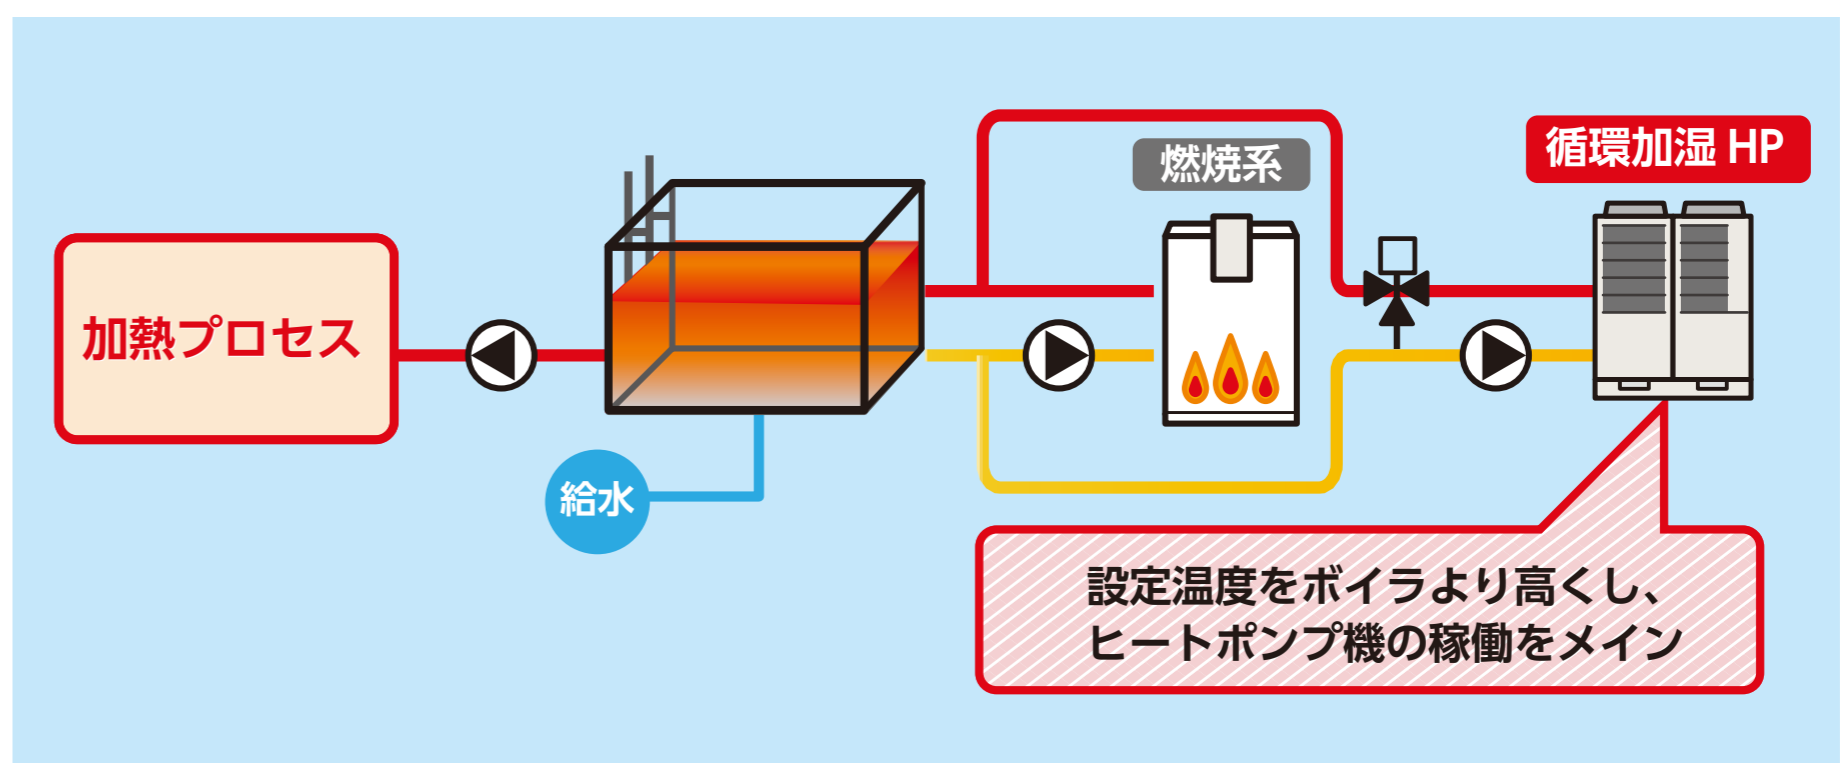 循環加湿 HP
燃焼系
加熱プロセス
給水
設定温度をボイラより高くし、
ヒートポンプ機の稼働をメイン